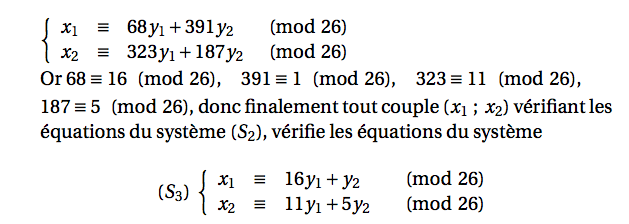 { x₁ ≡ 68y₁ + 391y₂ (mod 26)
x₂ ≡ 323y₁ + 187y₂ (mod 26)
Or 68 ≡ 16 (mod 26), 391 ≡ 1 (mod 26), 323 ≡ 11 (mod 26),
187 ≡ 5 (mod 26), donc finalement tout couple (x₁ ; x₂) vérifiant les
équations du système (S₂), vérifie les équations du système
(S₃) { x₁ ≡ 16y₁ + y₂ (mod 26)
x₂ ≡ 11y₁ + 5y₂ (mod 26)